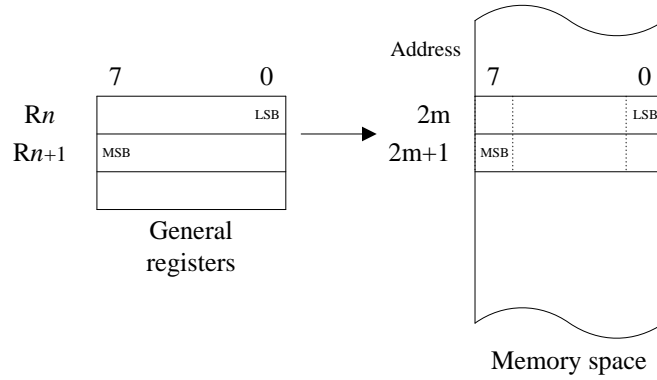 Address
7 0 7 0
Rn LSB 2m LSB
Rn+1 MSB 2m+1 MSB
General
registers
Memory space